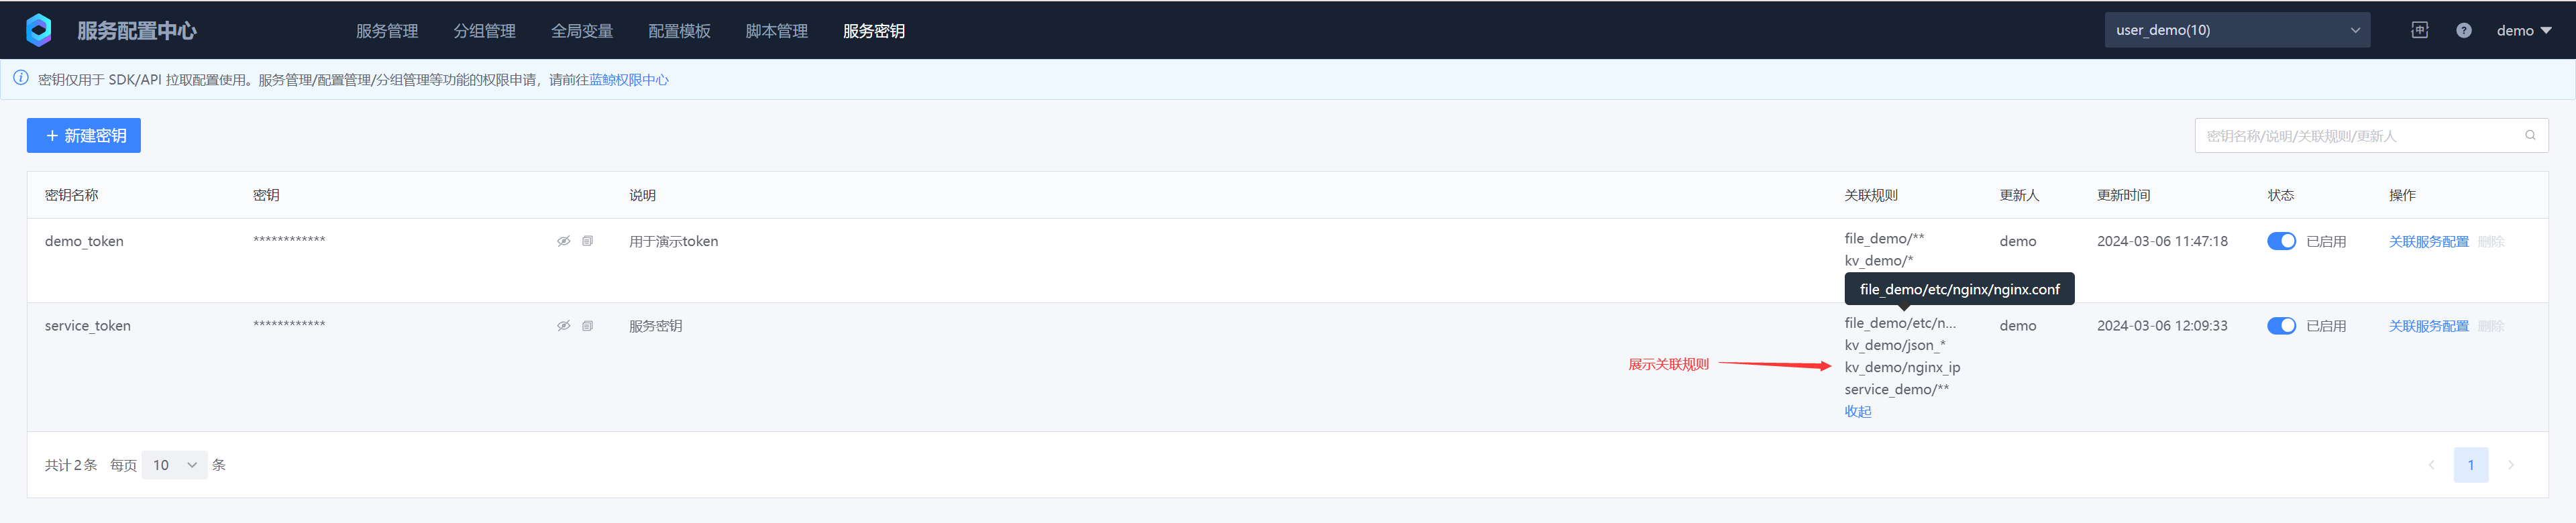 服务配置中心
服务管理 分组管理 全局变量 配置模板 脚本管理 服务密钥
user_demo(10)
demo
密钥仅用于 SDK/API 拉取配置使用。服务管理/配置管理/分组管理等功能的权限申请，请前往蓝鲸权限中心
+ 新建密钥
密钥名称/说明/关联规则/更新人
密钥名称 密钥 说明 关联规则 更新人 更新时间 状态 操作
demo_token ************ 用于演示token file_demo/** demo 2024-03-06 11:47:18 已启用 关联服务配置 删除
kv_demo/*
file_demo/etc/nginx/nginx.conf
service_token ************ 服务密钥 file_demo/etc/n... demo 2024-03-06 12:09:33 已启用 关联服务配置 删除
kv_demo/json_*
展示关联规则
kv_demo/nginx_ip
service_demo/**
收起
共计 2 条 每页 10 条
1